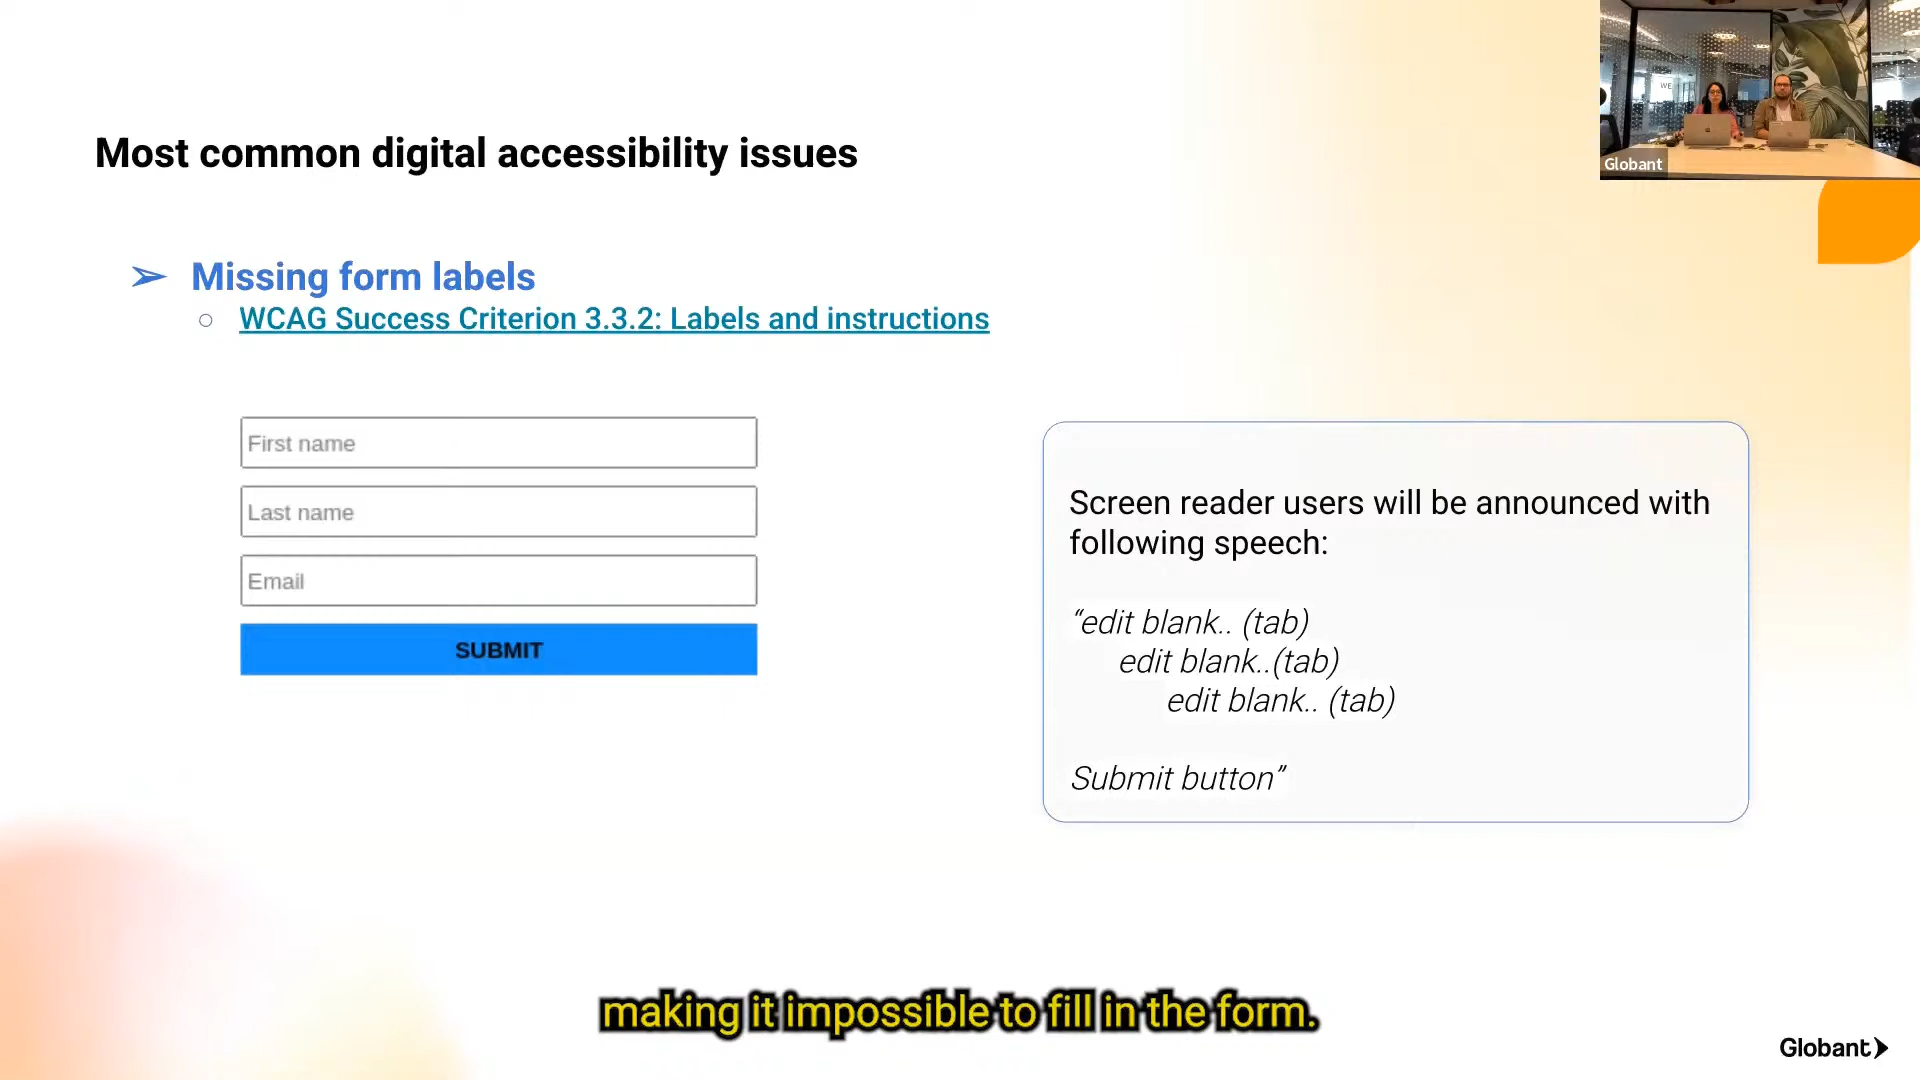 WE
Globant
Most common digital accessibility issues
➢ Missing form labels
○ WCAG Success Criterion 3.3.2: Labels and instructions
First name
Last name
Email
SUBMIT
Screen reader users will be announced with
following speech:
“edit blank.. (tab)
edit blank..(tab)
edit blank.. (tab)
Submit button”
making it impossible to fill in the form.
Globant